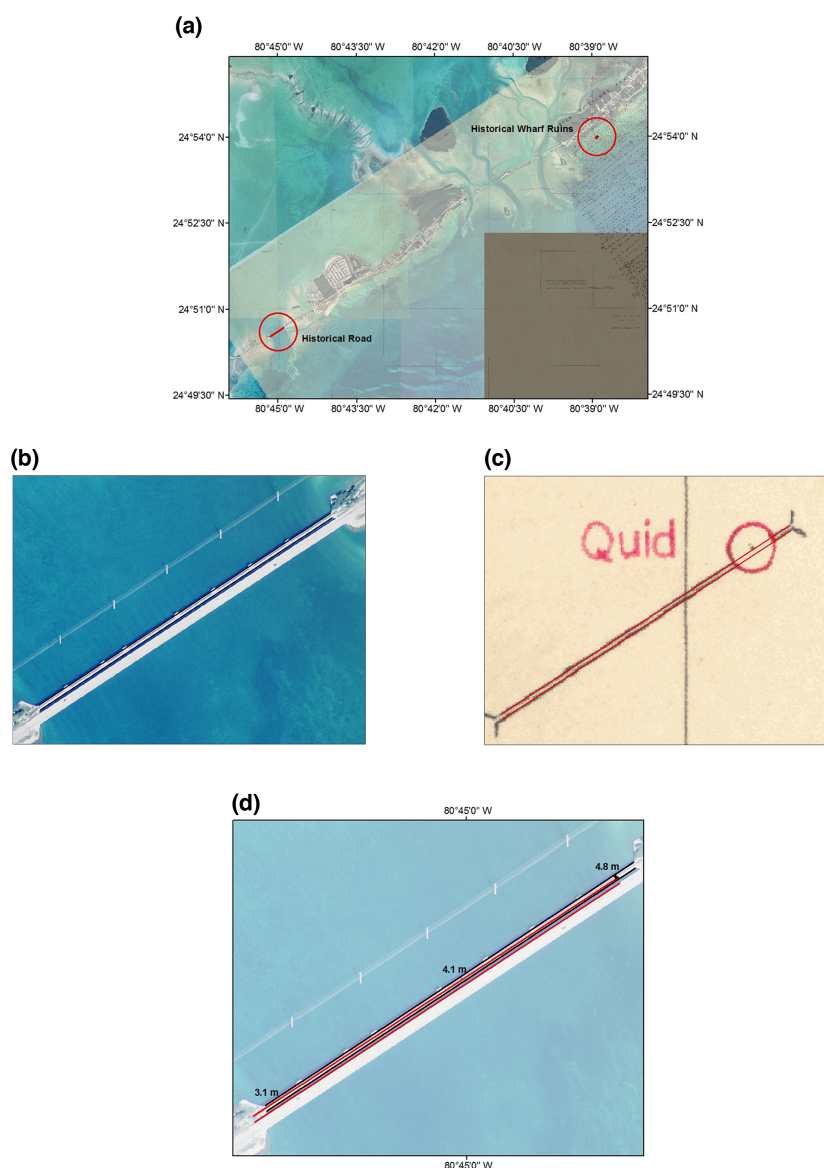 (a)
80°45'0" W 80°43'30" W 80°42'0" W 80°40'30" W 80°39'0" W
Historical Wharf Ruins
24°54'0" N 24°54'0" N
24°52'30" N 24°52'30" N
24°51'0" N 24°51'0" N
Historical Road
24°49'30" N 24°49'30" N
80°45'0" W 80°43'30" W 80°42'0" W 80°40'30" W 80°39'0" W
(b)
(c)
Quid
(d)
80°45'0" W
4.8 m
4.1 m
3.1 m
80°45'0" W